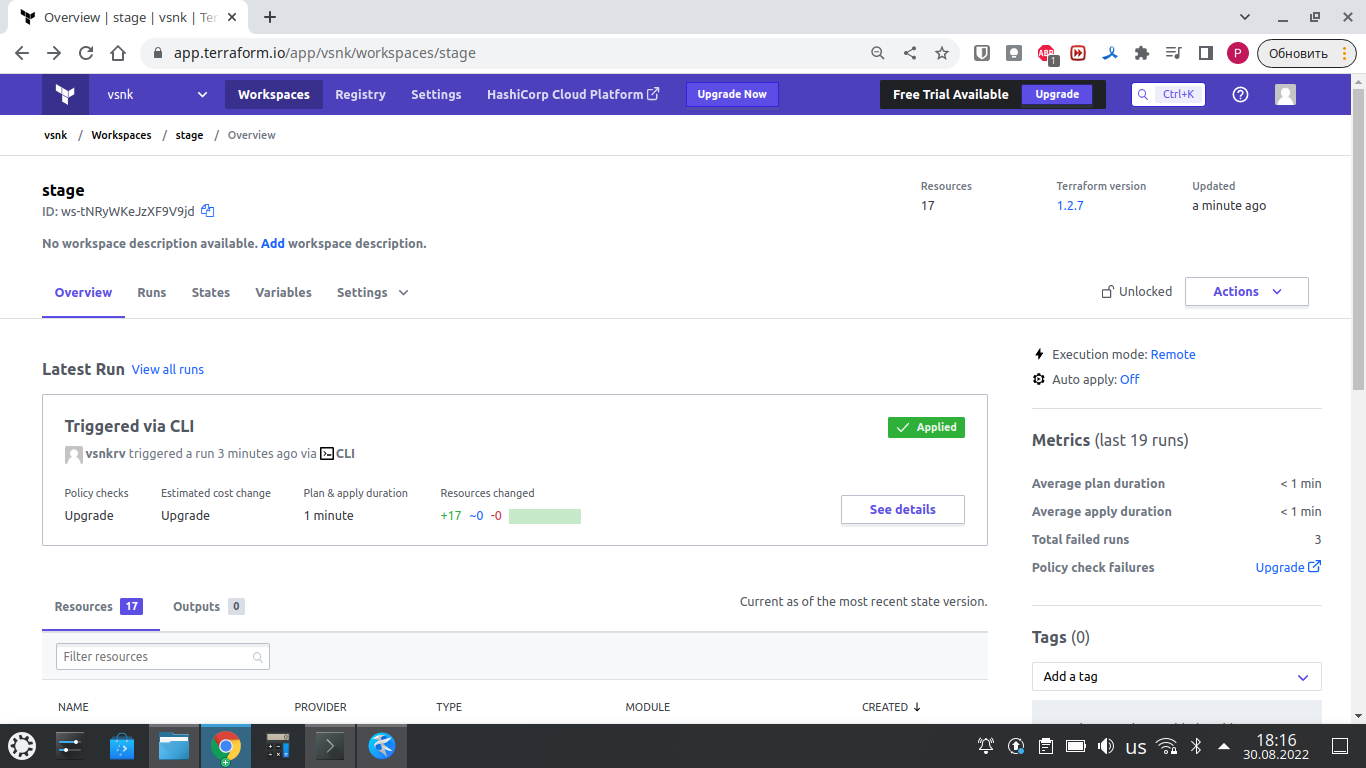 Overview | stage | vsnk | Ter
app.terraform.io/app/vsnk/workspaces/stage
ABP
1
P
Обновить
vsnk
Workspaces
Registry
Settings
HashiCorp Cloud Platform
Upgrade Now
Free Trial Available
Upgrade
Ctrl+K
vsnk / Workspaces / stage / Overview
stage
ID: ws-tNRyWKeJzXF9V9jd
No workspace description available. Add workspace description.
Resources
17
Terraform version
1.2.7
Updated
a minute ago
Overview
Runs
States
Variables
Settings
Unlocked
Actions
Latest Run View all runs
Triggered via CLI
Applied
vsnkrv triggered a run 3 minutes ago via CLI
Policy checks
Upgrade
Estimated cost change
Upgrade
Plan & apply duration
1 minute
Resources changed
+17 ~0 -0
See details
Resources 17
Outputs 0
Current as of the most recent state version.
Filter resources
NAME PROVIDER TYPE MODULE CREATED
Execution mode: Remote
Auto apply: Off
Metrics (last 19 runs)
Average plan duration < 1 min
Average apply duration < 1 min
Total failed runs 3
Policy check failures Upgrade
Tags (0)
Add a tag
us
18:16
30.08.2022